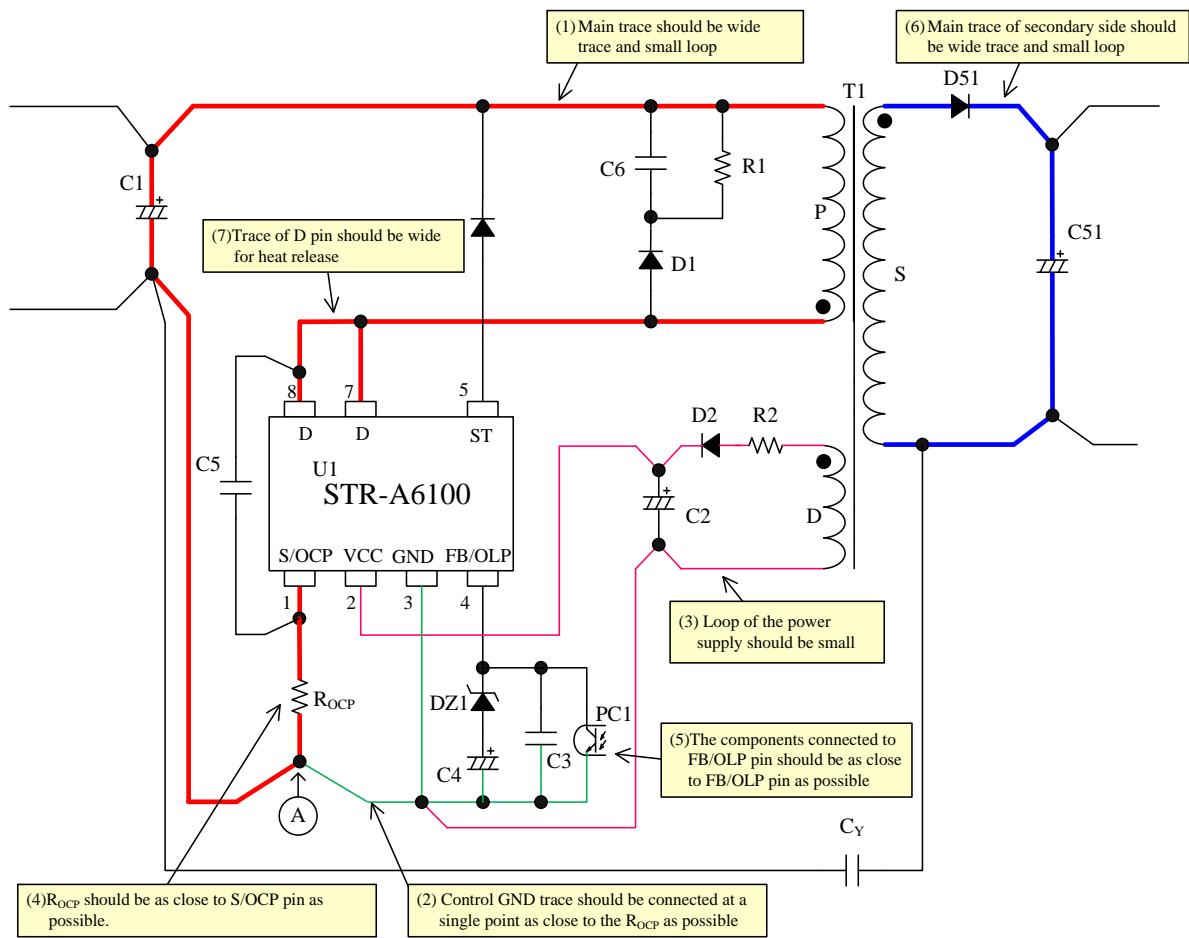 (1) Main trace should be wide
trace and small loop
(6) Main trace of secondary side should
be wide trace and small loop
D51
T1
C1
C6
R1
P
(7)Trace of D pin should be wide
for heat release
D1
S
C51
8
7
5
D
D
ST
D2
R2
C5
U1
STR-A6100
C2
D
S/OCP
VCC
GND
FB/OLP
1
2
3
4
(3) Loop of the power
supply should be small
ROCP
DZ1
PC1
C4
C3
(5)The components connected to
FB/OLP pin should be as close
to FB/OLP pin as possible
A
CY
(4)ROCP should be as close to S/OCP pin as
possible.
(2) Control GND trace should be connected at a
single point as close to the ROCP as possible